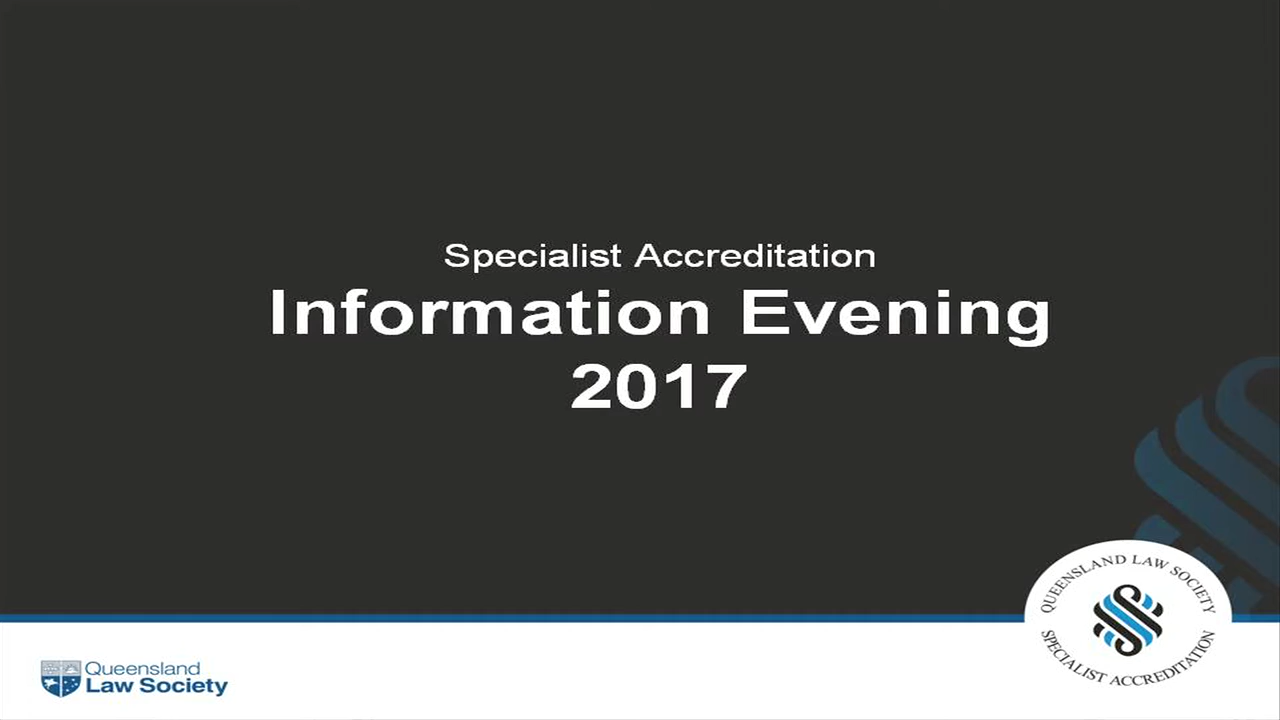 Specialist Accreditation
Information Evening
2017
QUEENSLAND LAW SOCIETY
SPECIALIST ACCREDITATION
Queensland
Law Society